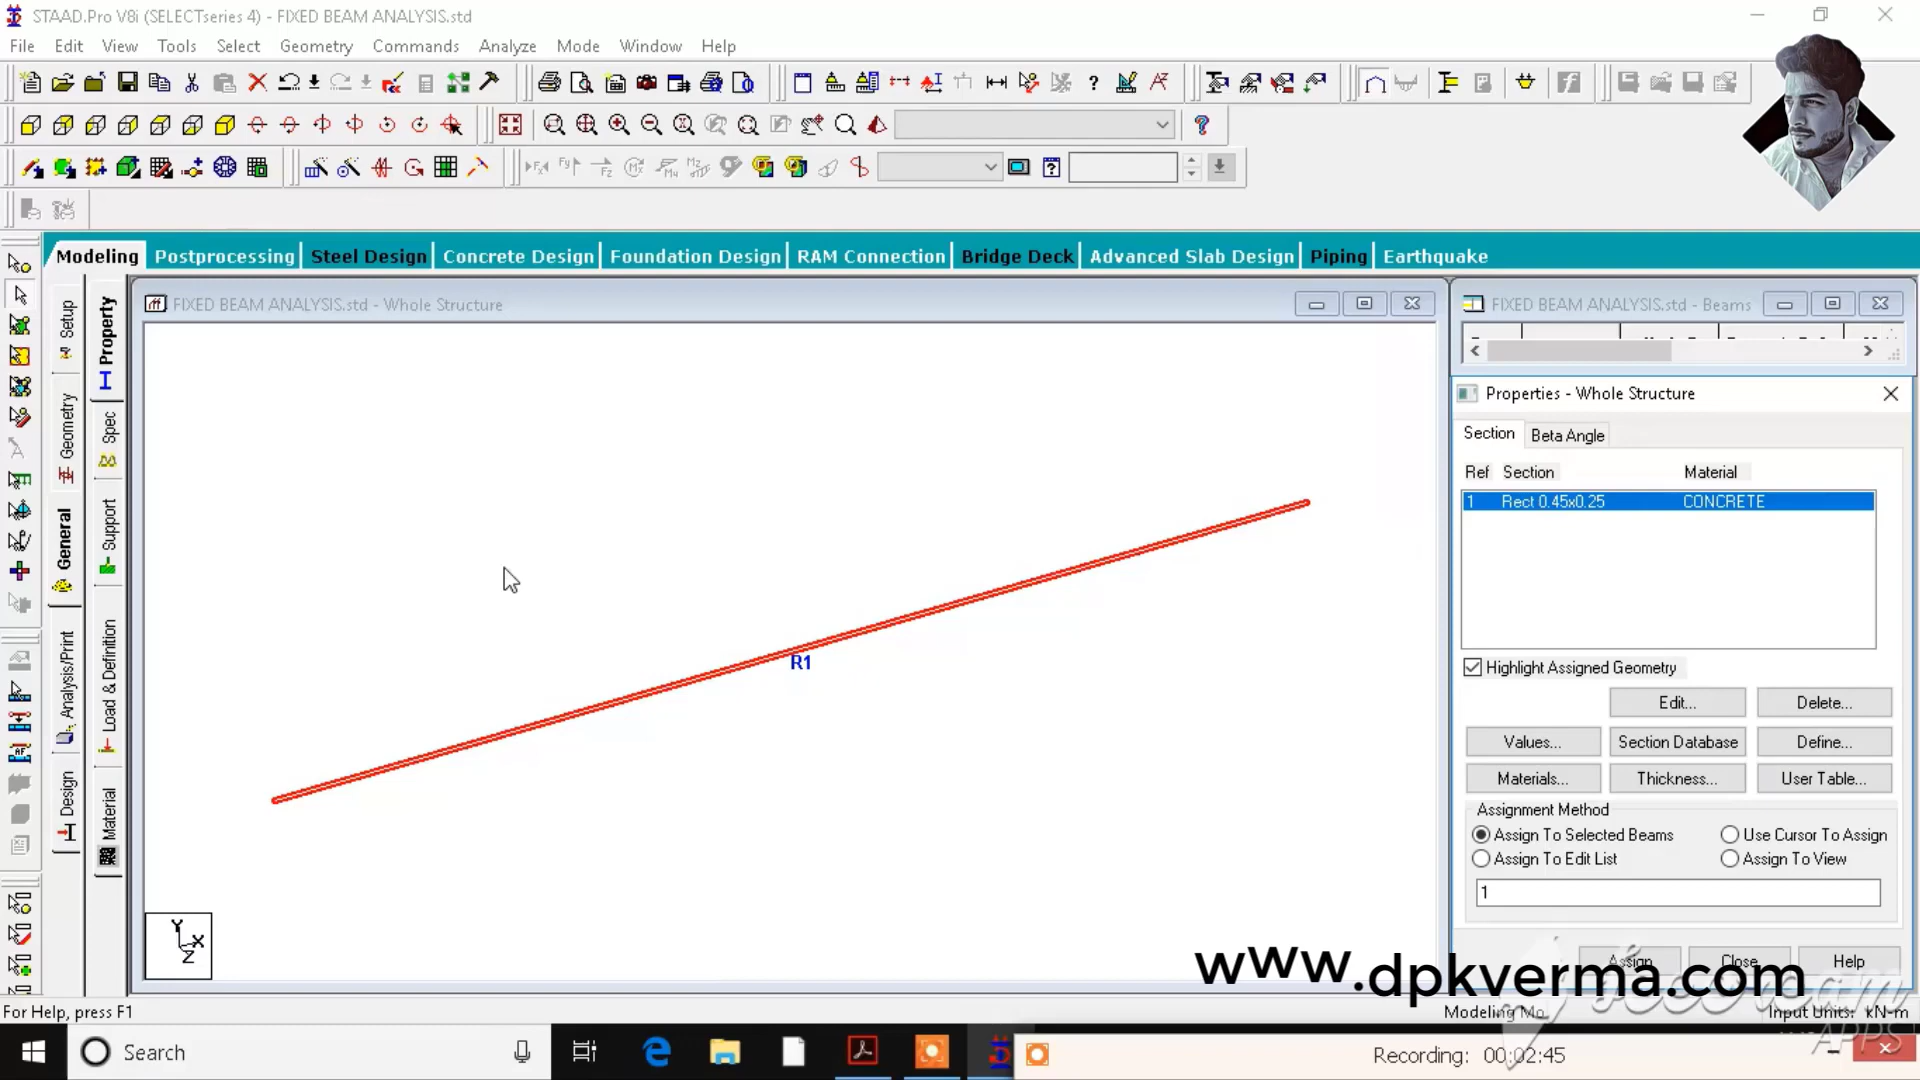 STAAD.Pro V8i (SELECTseries 4) - FIXED BEAM ANALYSIS.std
File Edit View Tools Select Geometry Commands Analyze Mode Window Help
Modeling Postprocessing Steel Design Concrete Design Foundation Design RAM Connection Bridge Deck Advanced Slab Design Piping Earthquake
Setup
Geometry
General
Analysis/Print
Design
Property
Spec
Support
Load & Definition
Material
FIXED BEAM ANALYSIS.std - Whole Structure
R1
Y
X
Z
FIXED BEAM ANALYSIS.std - Beams
Properties - Whole Structure
Section Beta Angle
Ref Section Material
1 Rect 0.45x0.25 CONCRETE
Highlight Assigned Geometry
Edit... Delete...
Values... Section Database Define...
Materials... Thickness... User Table...
Assignment Method
Assign To Selected Beams Use Cursor To Assign
Assign To Edit List Assign To View
1
Assign Close Help
www.dpkverma.com
For Help, press F1
Modeling Mo
Input Units: kN-m
APPS
Search
Recording: 00:02:45